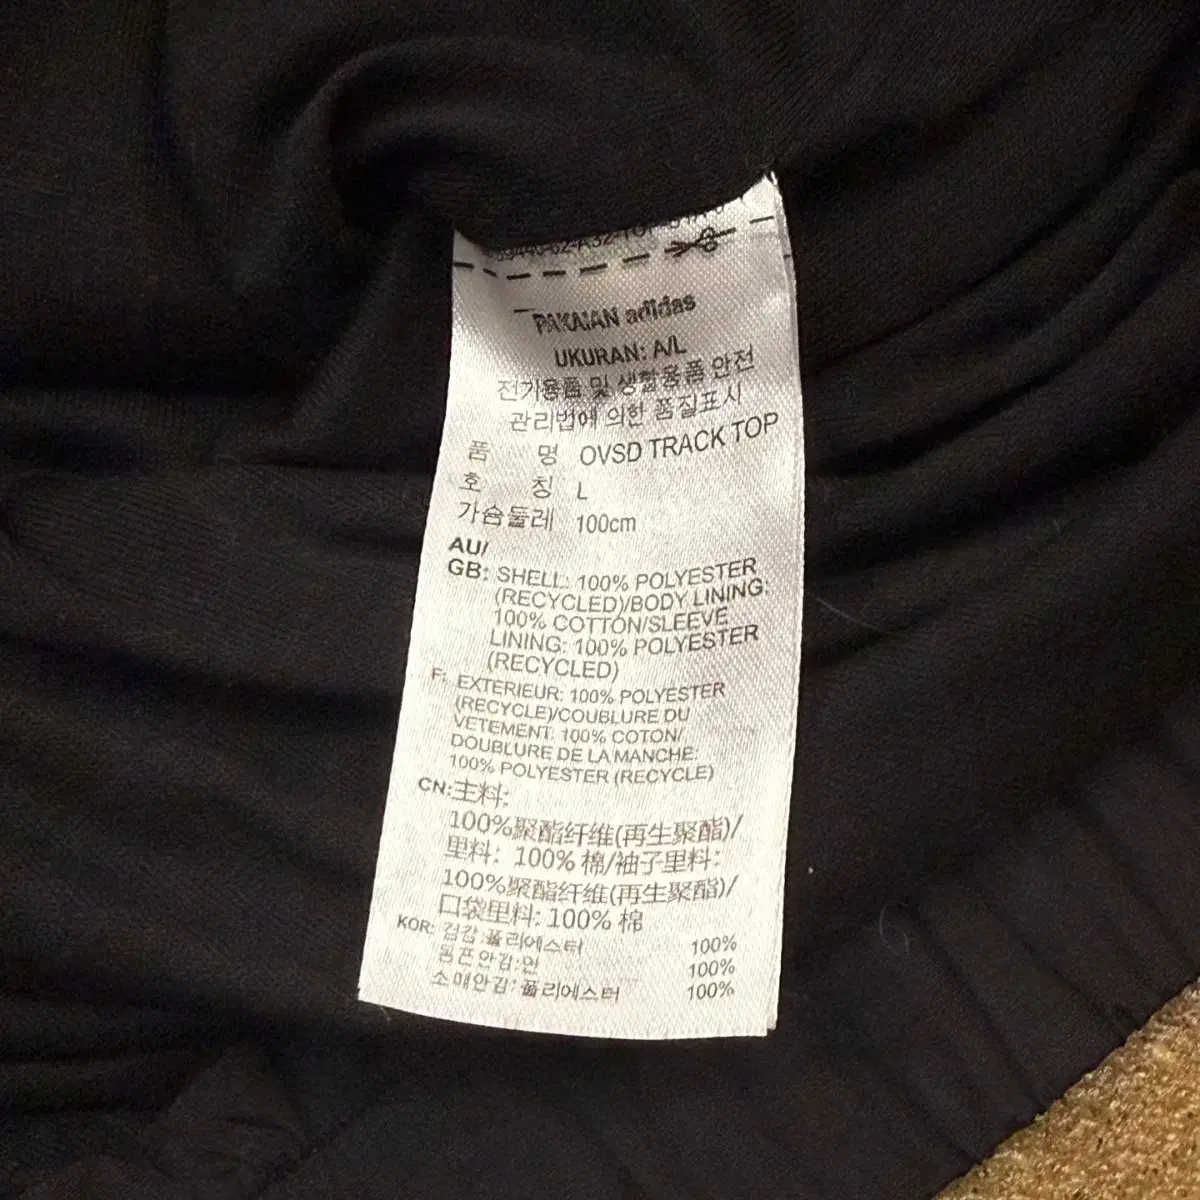 PAKAIAN adidas
UKURAN: A/L
전기용품 및 생활용품 안전
관리법에 의한 품질표시
품 명 OVSD TRACK TOP
호 칭 L
가슴둘레 100cm
AU/
GB: SHELL: 100% POLYESTER
(RECYCLED)/BODY LINING:
100% COTTON/SLEEVE
LINING: 100% POLYESTER
(RECYCLED)
F: EXTERIEUR: 100% POLYESTER
(RECYCLE)/COUBLURE DU
VETEMENT: 100% COTON/
DOUBLURE DE LA MANCHE:
100% POLYESTER (RECYCLE)
CN:主料:
100%聚酯纤维(再生聚酯)/
里料: 100% 棉/袖子里料:
100%聚酯纤维(再生聚酯)/
口袋里料: 100% 棉
KOR: 겉감:폴리에스터 100%
몸판안감:면 100%
소매안감:폴리에스터 100%